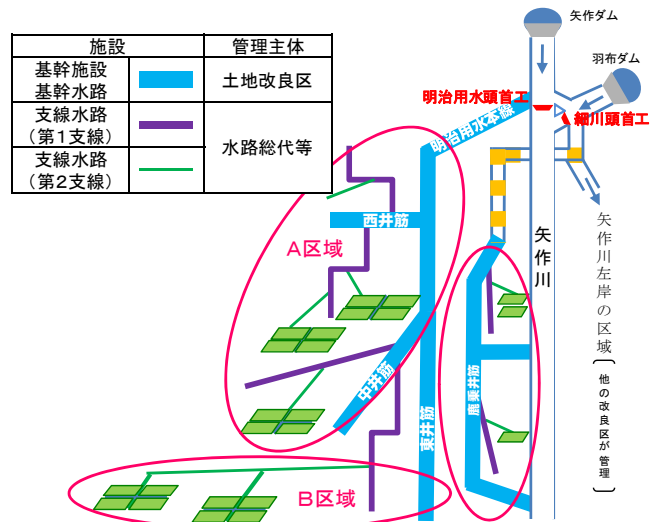 施設
管理主体
基幹施設
基幹水路
土地改良区
支線水路
(第1支線)
水路総代等
支線水路
(第2支線)
矢作ダム
羽布ダム
明治用水頭首工
細川頭首工
明治用水本線
西井筋
A区域
矢作川
矢作川左岸の区域
〔他の改良区が管理〕
中井筋
東井筋
鹿乗井筋
B区域